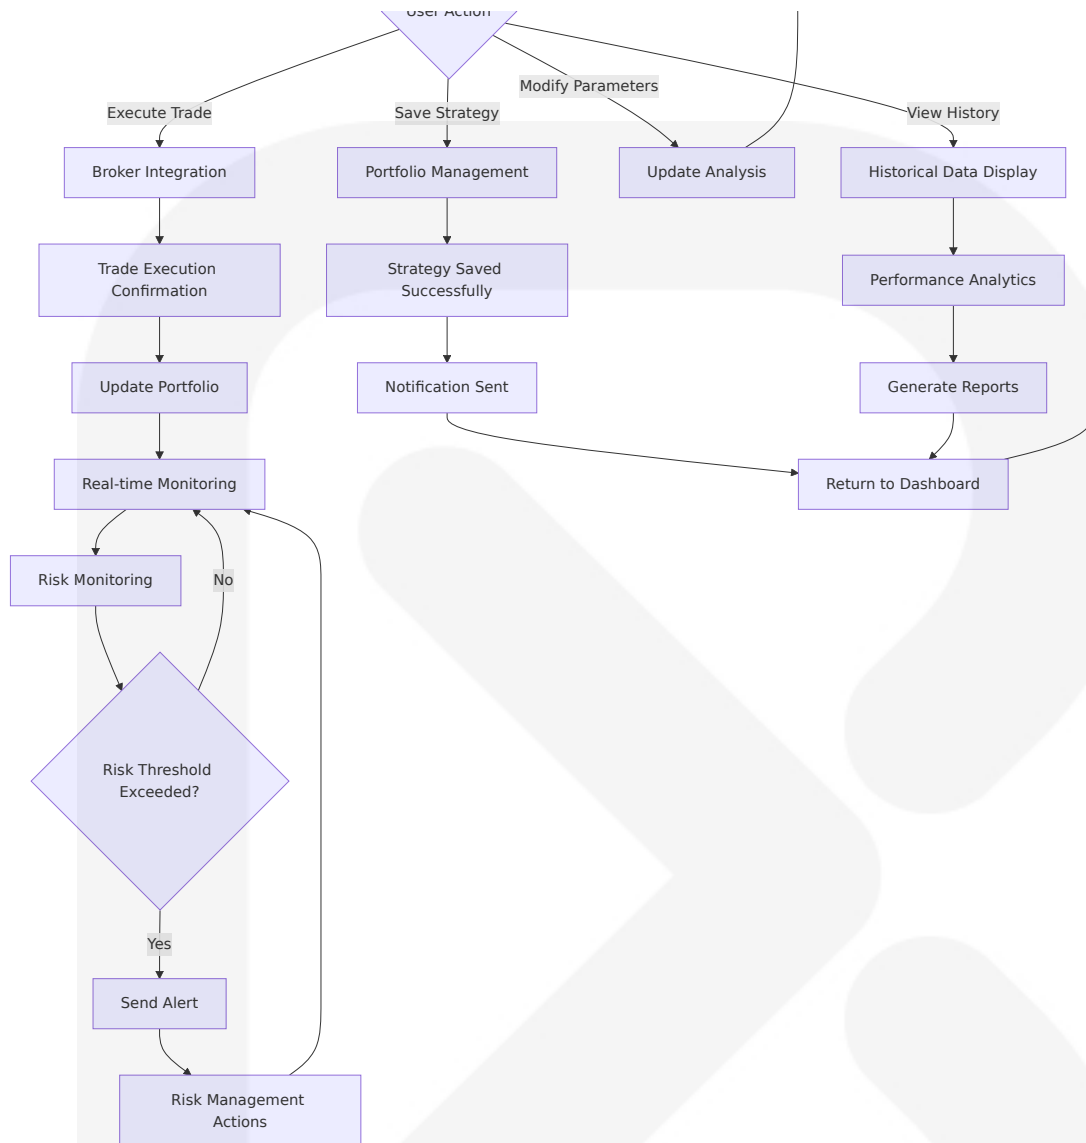 User Action
Execute Trade
Save Strategy
Modify Parameters
View History
Broker Integration
Portfolio Management
Update Analysis
Historical Data Display
Trade Execution
Confirmation
Strategy Saved
Successfully
Performance Analytics
Update Portfolio
Notification Sent
Generate Reports
Real-time Monitoring
Return to Dashboard
Risk Monitoring
No
Risk Threshold
Exceeded?
Yes
Send Alert
Risk Management
Actions